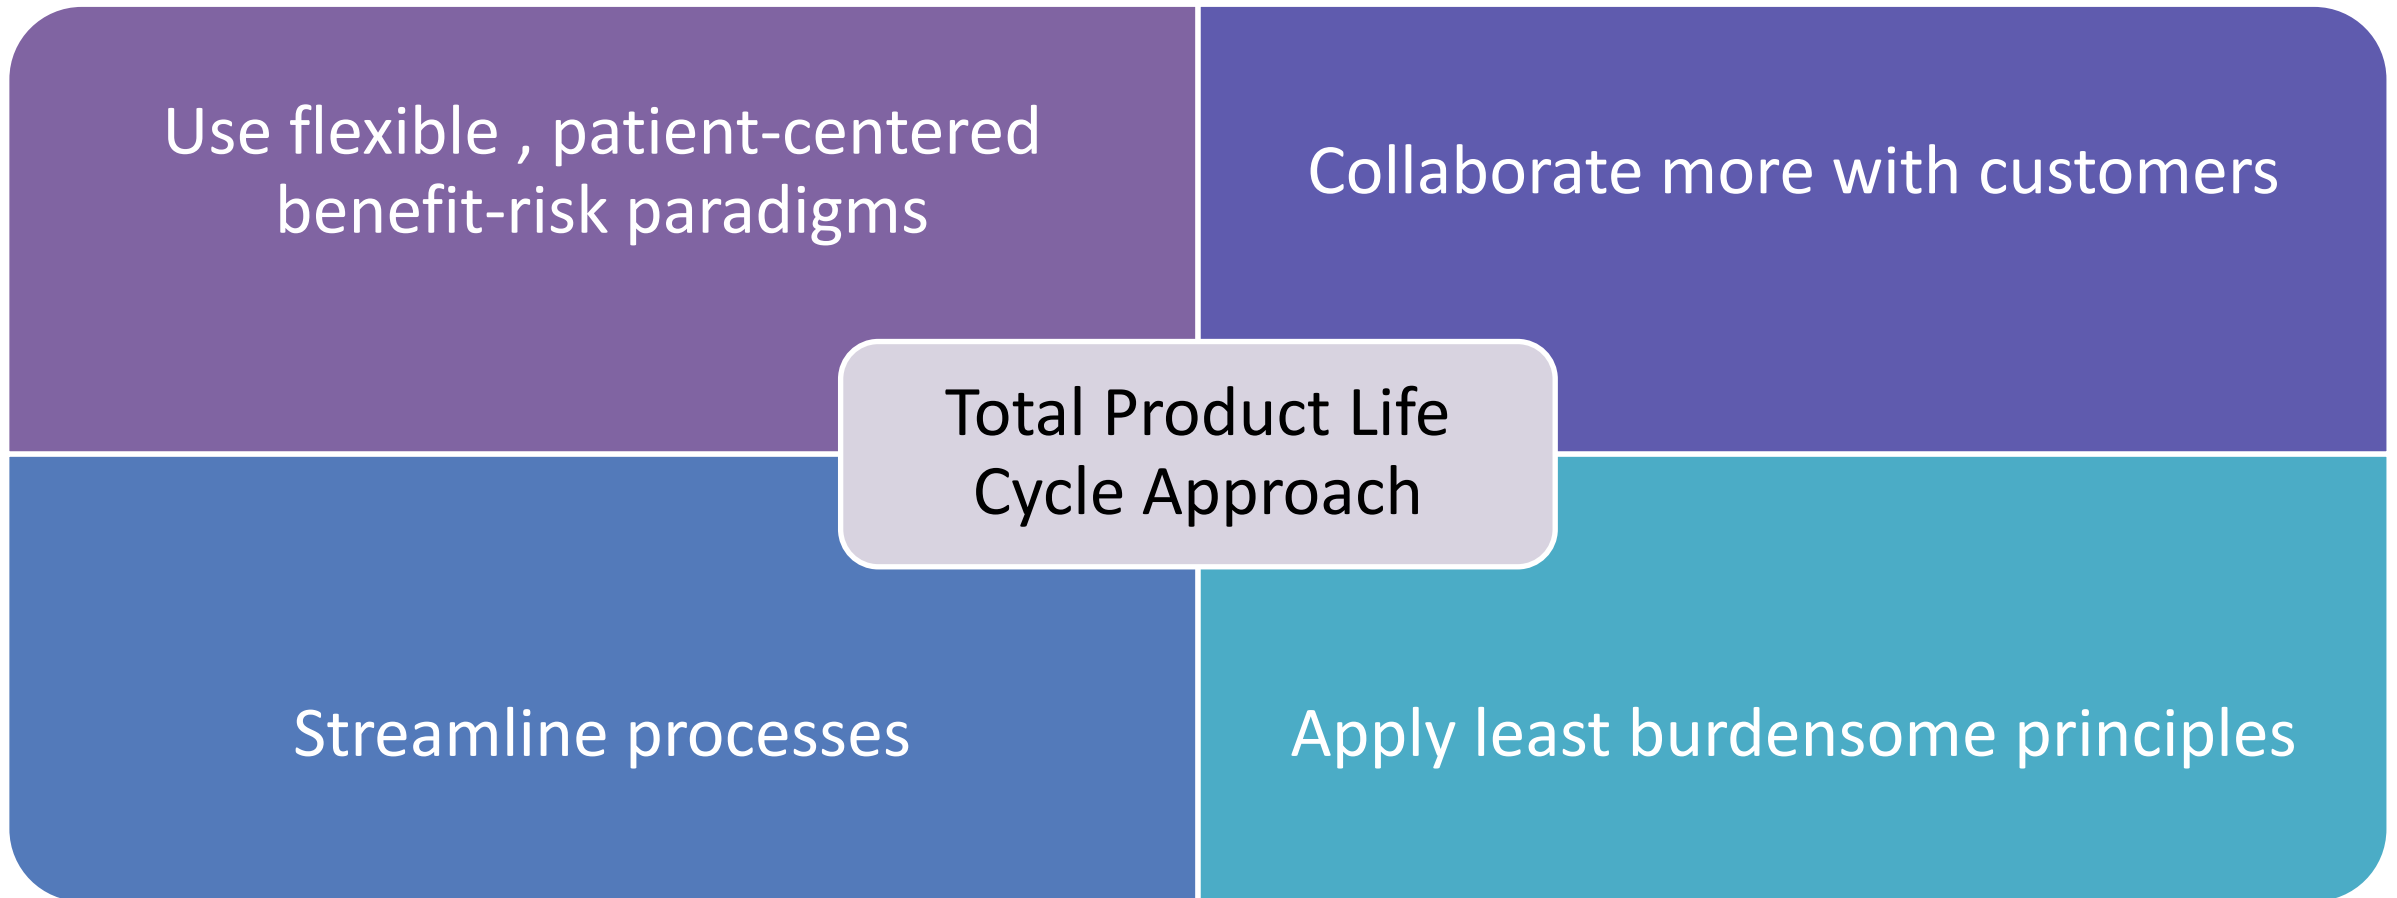 Use flexible , patient-centered
benefit-risk paradigms
Collaborate more with customers
Total Product Life
Cycle Approach
Streamline processes
Apply least burdensome principles